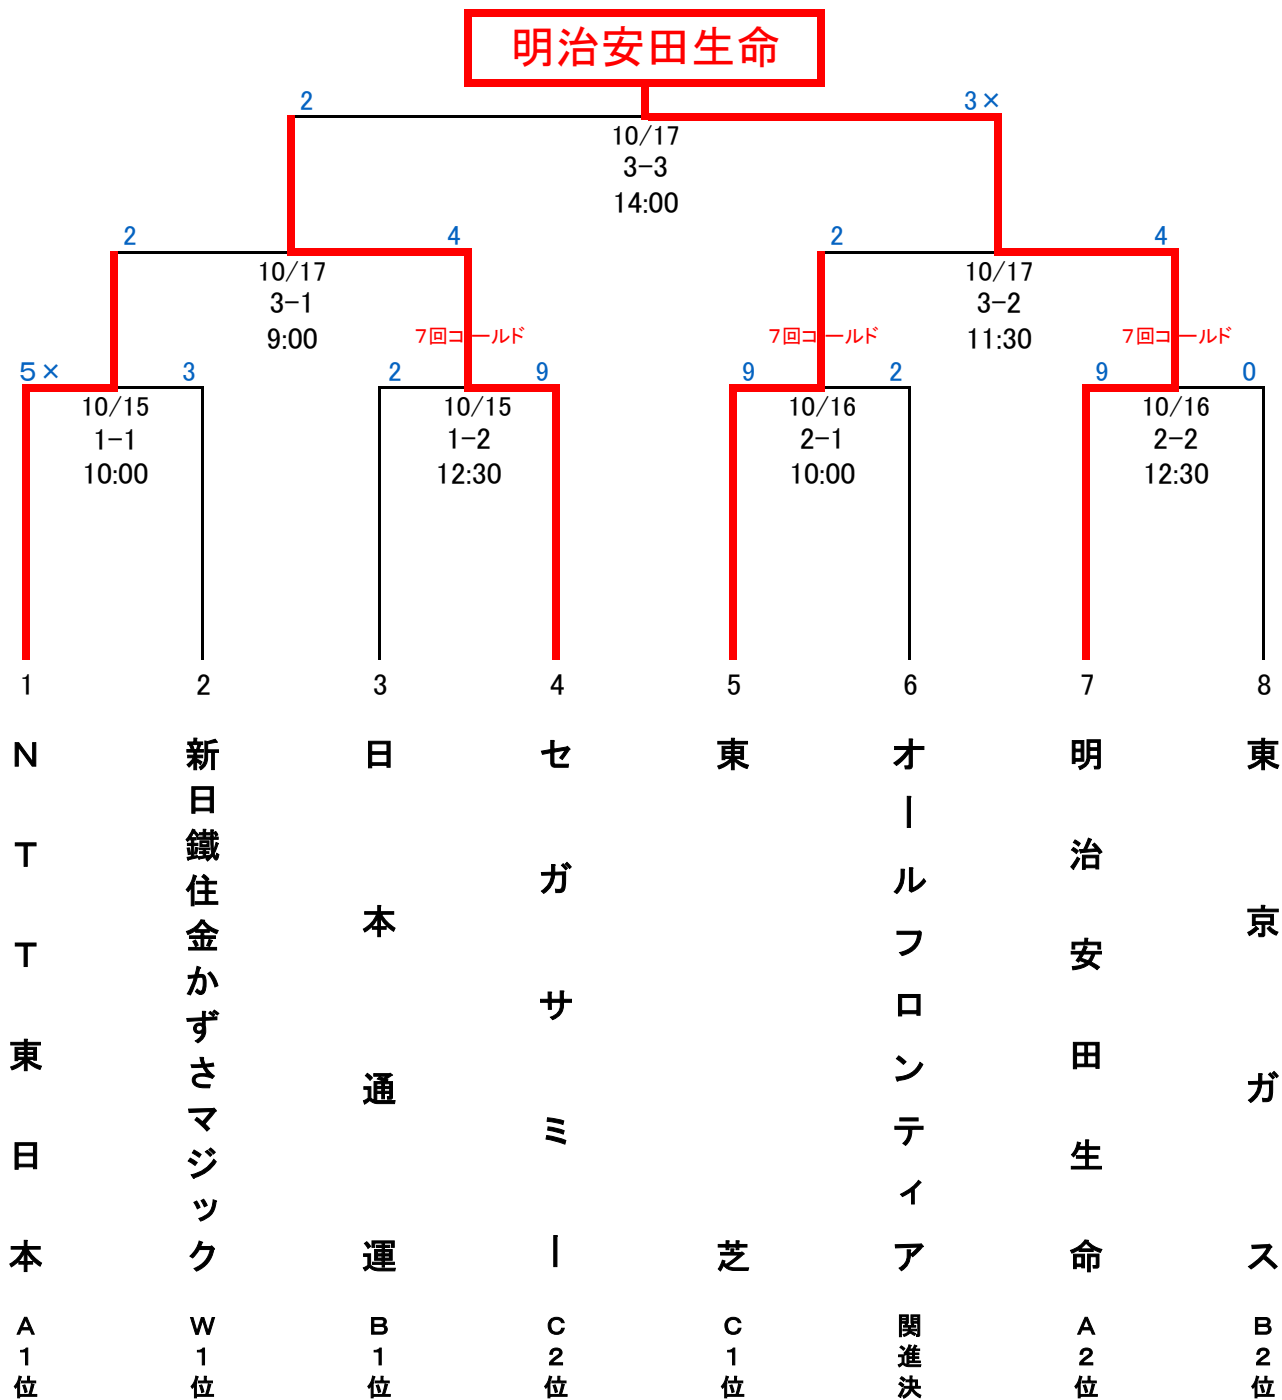 明治安田生命
2
3×
10/17
3-3
14:00
2
4
2
4
10/17
3-1
9:00
10/17
3-2
11:30
7回コールド
7回コールド
7回コールド
5×
3
2
9
9
2
9
0
10/15
1-1
10:00
10/15
1-2
12:30
10/16
2-1
10:00
10/16
2-2
12:30
1
2
3
4
5
6
7
8
NTT東日本
新日鐵住金かずさマジック
日本通運
セガサミー
東芝
オールフロンティア
明治安田生命
東京ガス
A1位
W1位
B1位
C2位
C1位
関進決
A2位
B2位